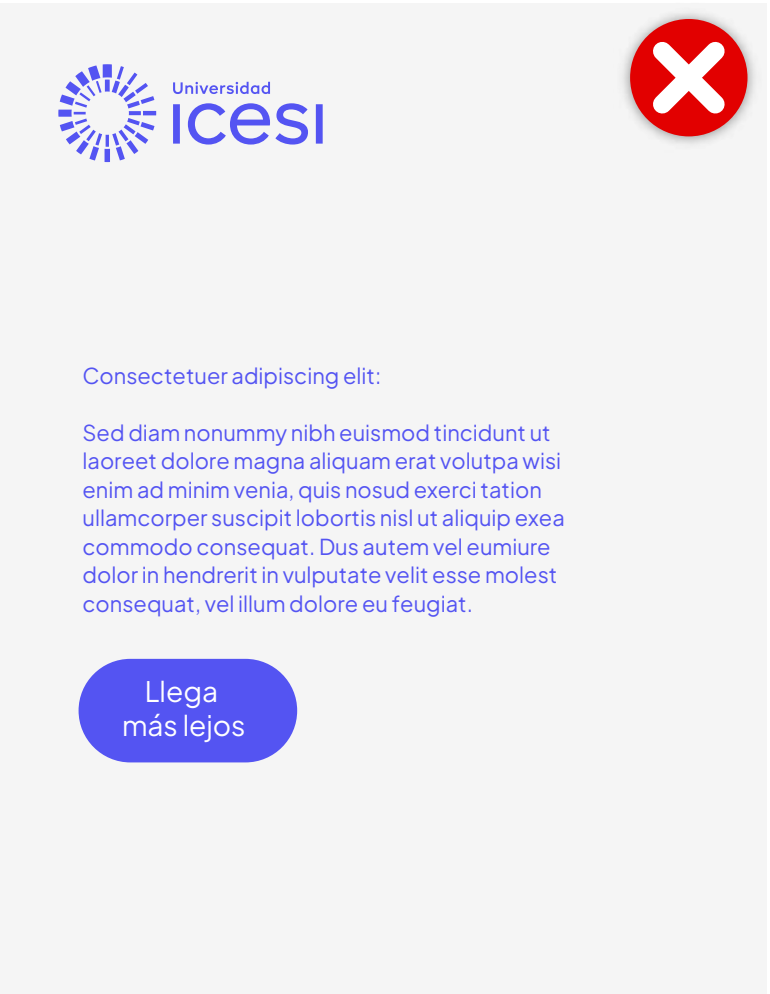 Universidad
ICESI
Consectetuer adipiscing elit:
Sed diam nonummy nibh euismod tincidunt ut
laoreet dolore magna aliquam erat volutpa wisi
enim ad minim venia, quis nosud exerci tation
ullamcorper suscipit lobortis nisl ut aliquip exea
commodo consequat. Dus autem vel eumiure
dolor in hendrerit in vulputate velit esse molest
consequat, vel illum dolore eu feugiat.
Llega
más lejos